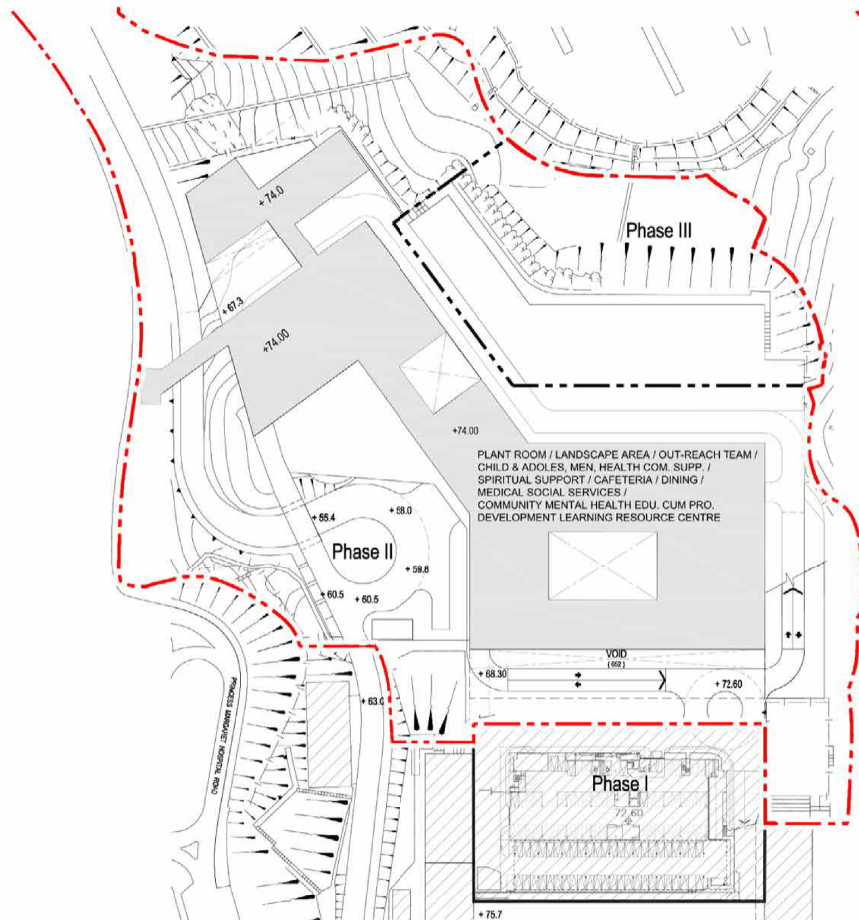 + 74.0
Phase III
+ 67.3
+74.00
+74.00
PLANT ROOM / LANDSCAPE AREA / OUT-REACH TEAM /
CHILD & ADOLES, MEN, HEALTH COM. SUPP. /
SPIRITUAL SUPPORT / CAFETERIA / DINING /
MEDICAL SOCIAL SERVICES /
COMMUNITY MENTAL HEALTH EDU. CUM PRO.
DEVELOPMENT LEARNING RESOURCE CENTRE
+ 55.4
+ 58.0
Phase II
+ 59.8
+ 60.5
+ 60.5
VOID
(652)
+ 68.30
+ 72.60
+ 63.0
PRINCESS MARGARET HOSPITAL ROAD
Phase I
72.60
+ 75.7